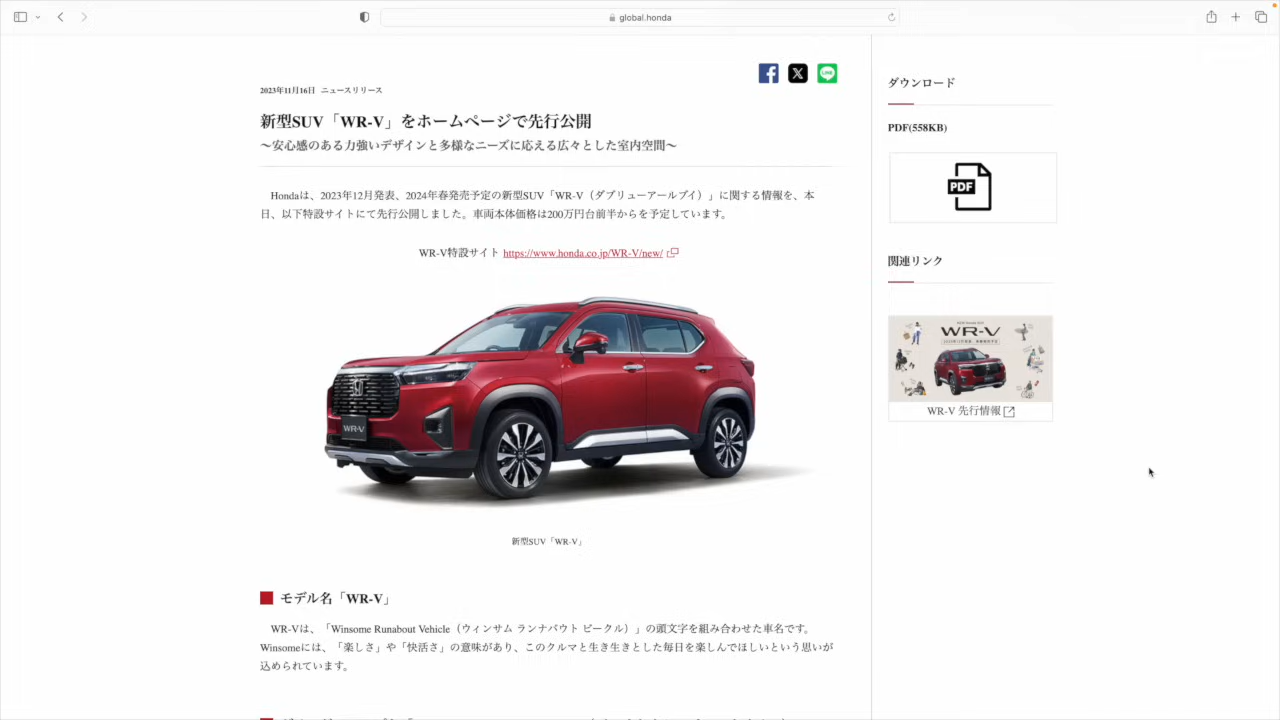 global.honda
2023年11月16日 ニュースリリース
新型SUV「WR-V」をホームページで先行公開
〜安心感のある力強いデザインと多様なニーズに応える広々とした室内空間〜
Hondaは、2023年12月発表、2024年春発売予定の新型SUV「WR-V（ダブリューアールブイ）」に関する情報を、本
日、以下特設サイトにて先行公開しました。車両本体価格は200万円台前半からを予定しています。
WR-V特設サイト https://www.honda.co.jp/WR-V/new/
WR-V
新型SUV「WR-V」
モデル名「WR-V」
WR-Vは、「Winsome Runabout Vehicle（ウィンサム ランナバウト ビークル）」の頭文字を組み合わせた車名です。
Winsomeには、「楽しさ」や「快活さ」の意味があり、このクルマと生き生きとした毎日を楽しんでほしいという思いが
込められています。
ダウンロード
PDF(558KB)
PDF
関連リンク
WR-V
WR-V 先行情報